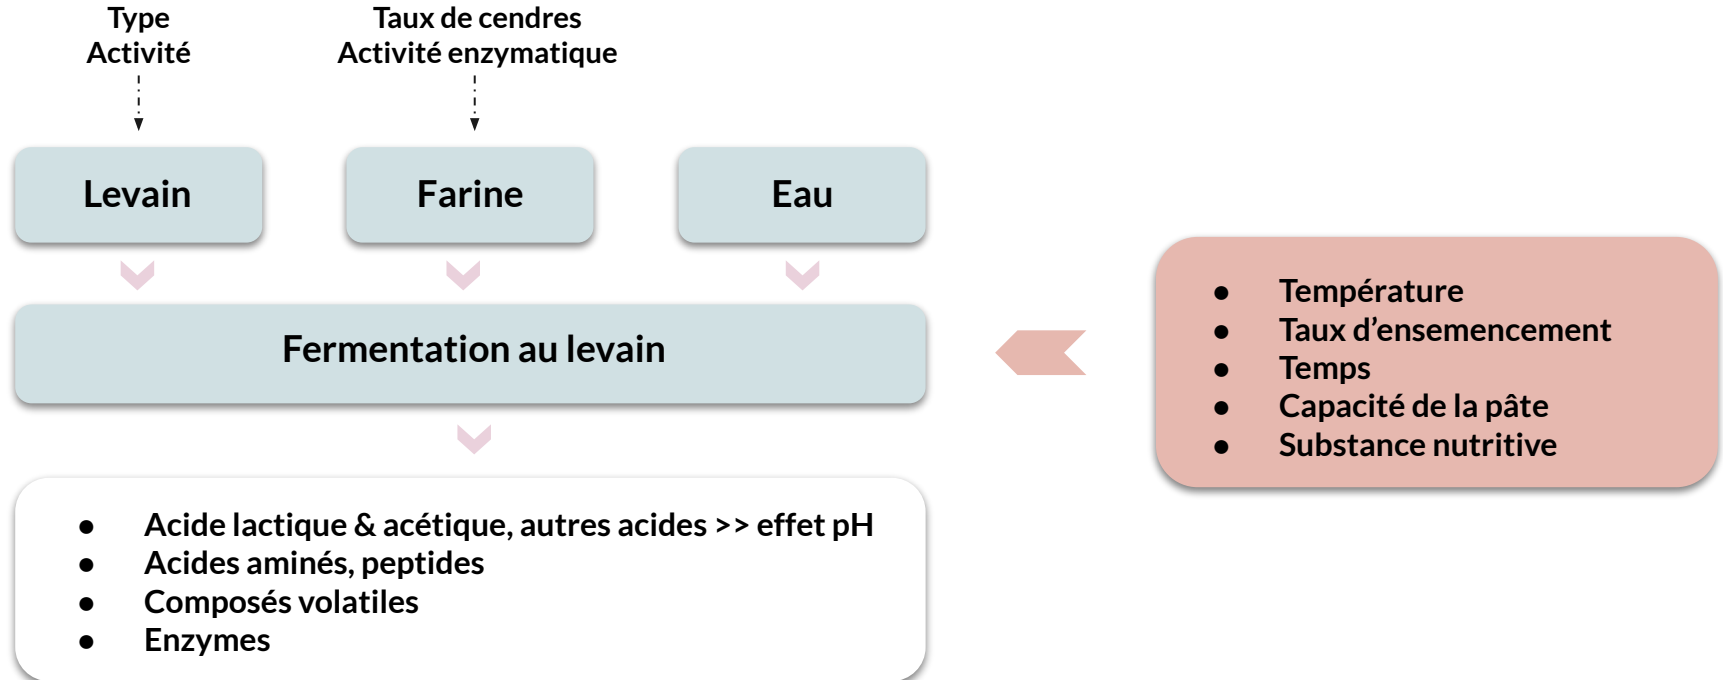 Type
Activité
Taux de cendres
Activité enzymatique
Levain
Farine
Eau
Fermentation au levain
● Température
● Taux d’ensemencement
● Temps
● Capacité de la pâte
● Substance nutritive
● Acide lactique & acétique, autres acides >> effet pH
● Acides aminés, peptides
● Composés volatiles
● Enzymes